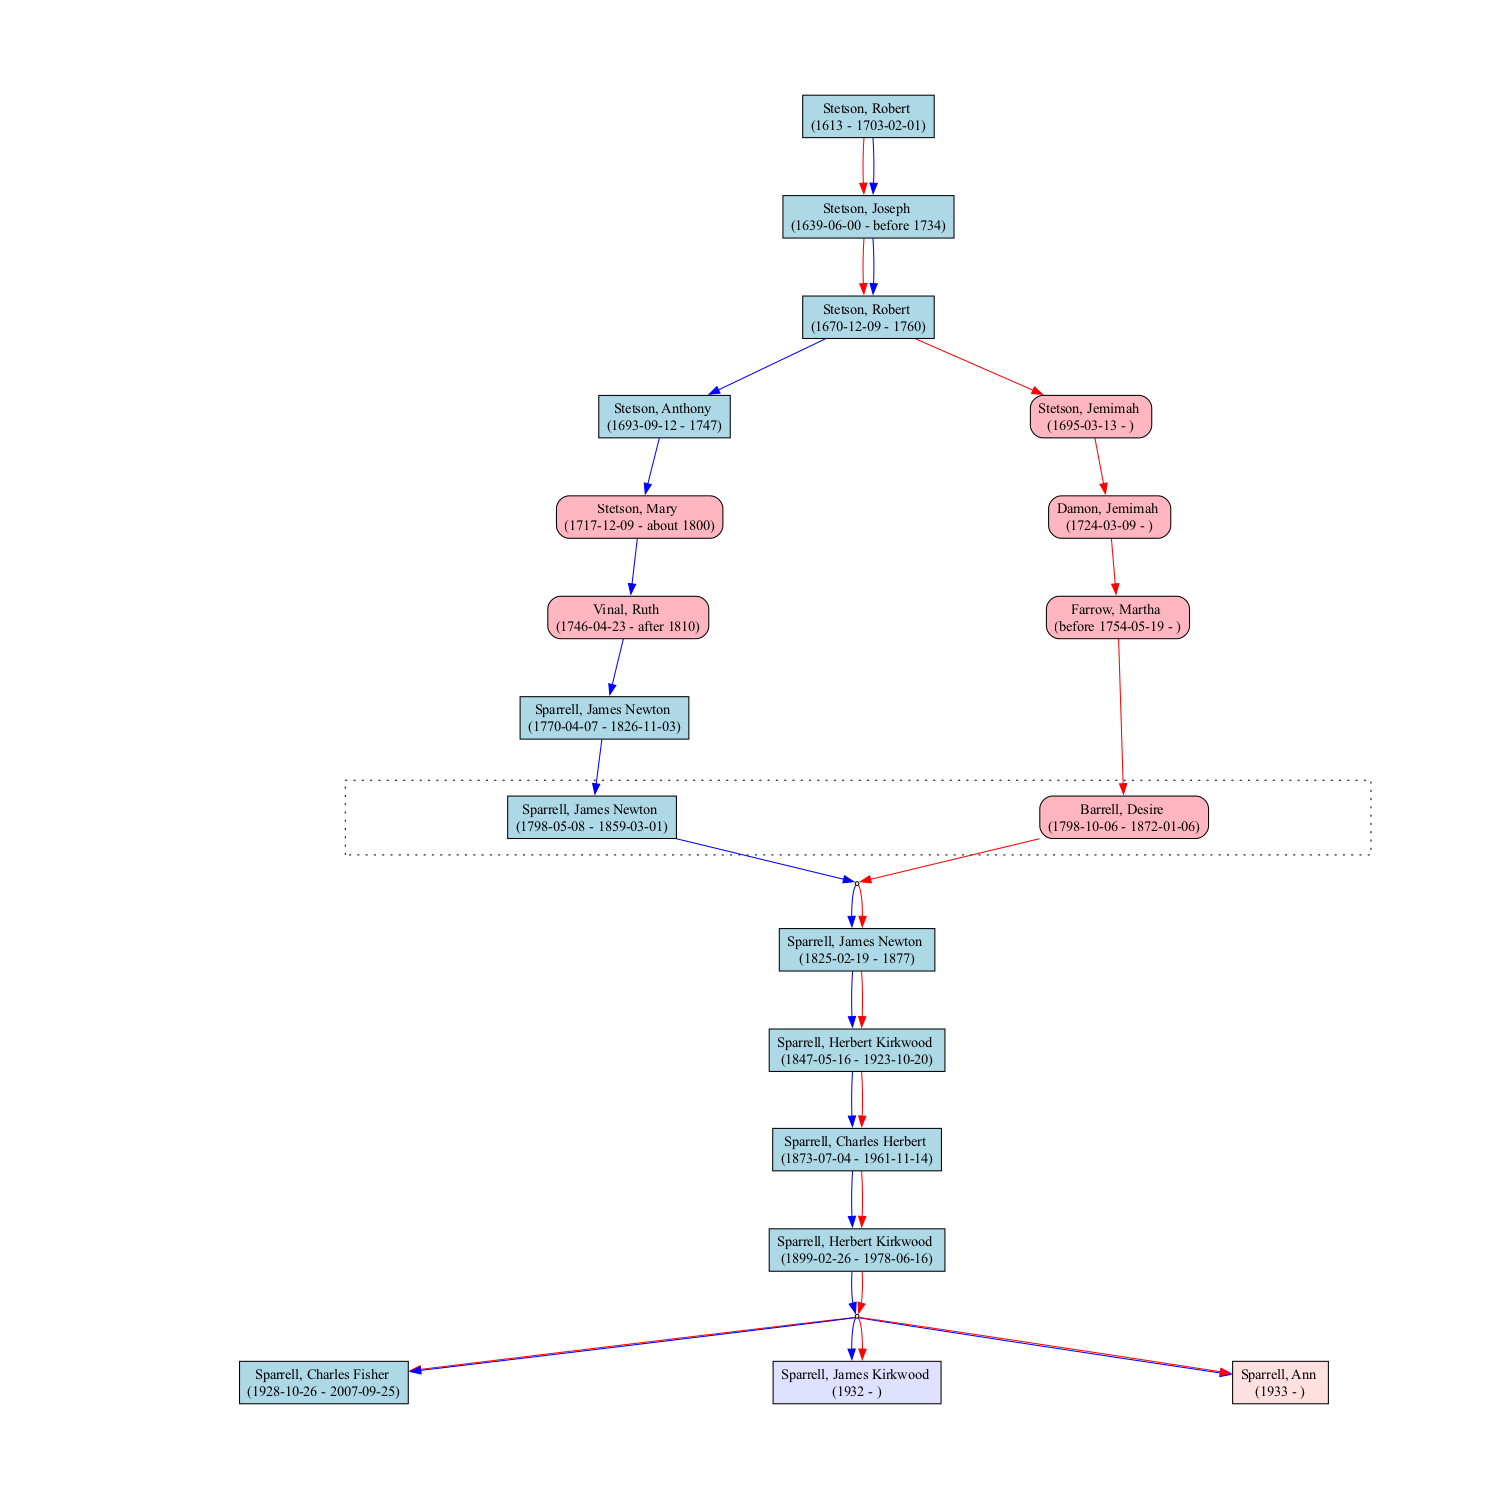 Stetson, Robert
(1613 - 1703-02-01)
Stetson, Joseph
(1639-06-00 - before 1734)
Stetson, Robert
(1670-12-09 - 1760)
Stetson, Anthony
(1693-09-12 - 1747)
Stetson, Jemimah
(1695-03-13 - )
Stetson, Mary
(1717-12-09 - about 1800)
Damon, Jemimah
(1724-03-09 - )
Vinal, Ruth
(1746-04-23 - after 1810)
Farrow, Martha
(before 1754-05-19 - )
Sparrell, James Newton
(1770-04-07 - 1826-11-03)
Sparrell, James Newton
(1798-05-08 - 1859-03-01)
Barrell, Desire
(1798-10-06 - 1872-01-06)
Sparrell, James Newton
(1825-02-19 - 1877)
Sparrell, Herbert Kirkwood
(1847-05-16 - 1923-10-20)
Sparrell, Charles Herbert
(1873-07-04 - 1961-11-14)
Sparrell, Herbert Kirkwood
(1899-02-26 - 1978-06-16)
Sparrell, Charles Fisher
(1928-10-26 - 2007-09-25)
Sparrell, James Kirkwood
(1932 - )
Sparrell, Ann
(1933 - )